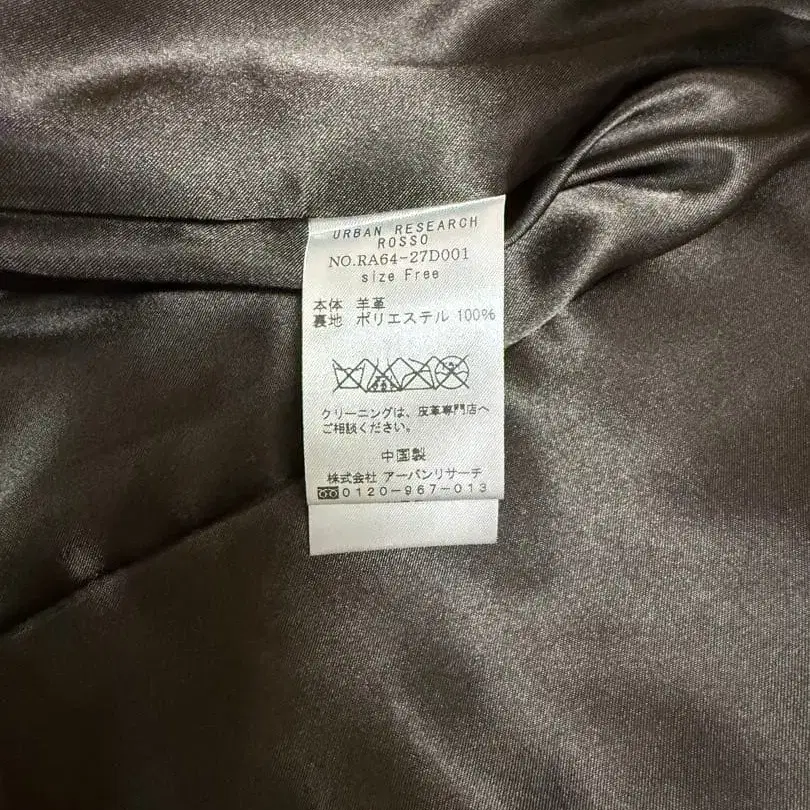 URBAN RESEARCH
ROSSO
NO.RA64-27D001
size Free
本体 羊革
裏地 ポリエステル 100%
クリーニングは、皮革専門店へ
ご相談ください。
中国製
株式会社 アーバンリサーチ
0120-967-013